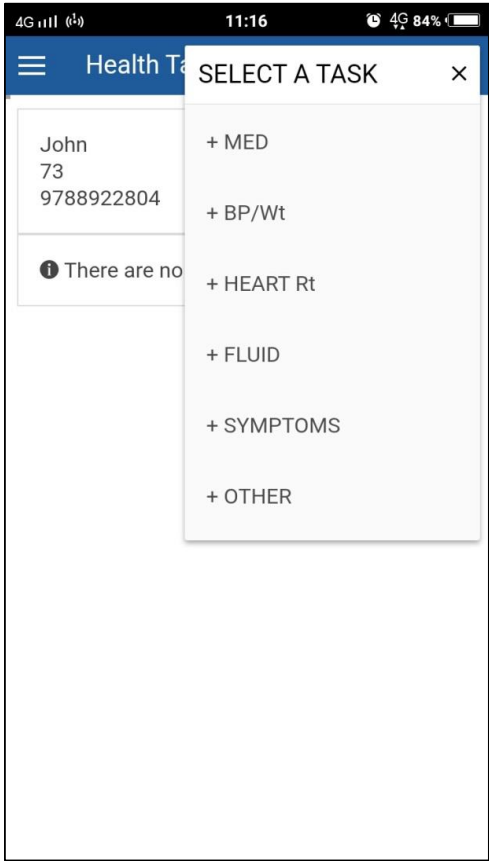 4G 11:16 4G 84%
Health Ta
SELECT A TASK ×
John
73
9788922804
There are no
+ MED
+ BP/Wt
+ HEART Rt
+ FLUID
+ SYMPTOMS
+ OTHER